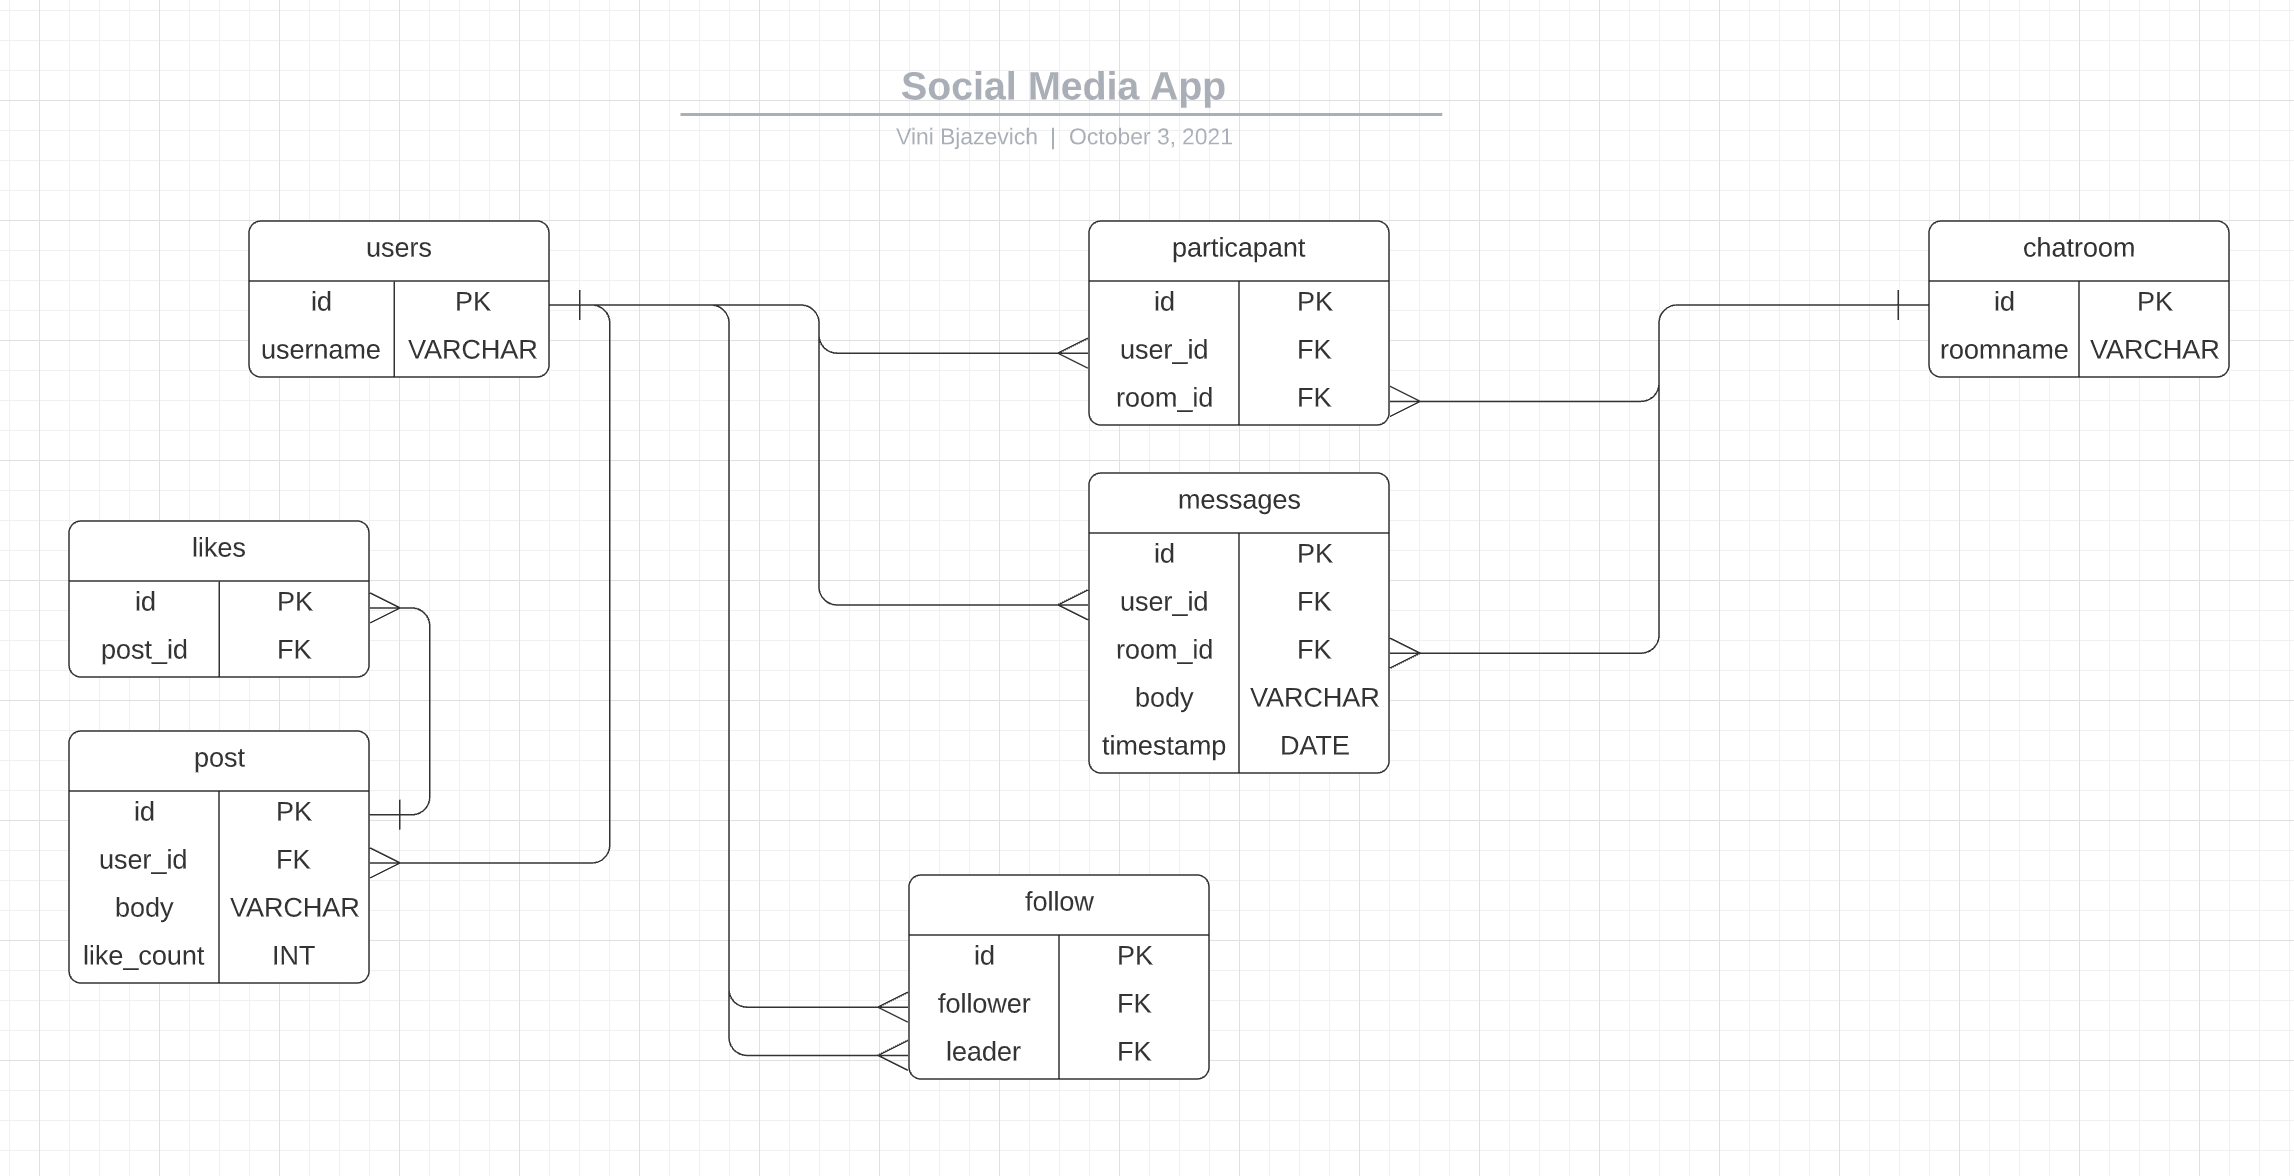 Social Media App
Vini Bjazevich | October 3, 2021
users
id PK
username VARCHAR
particapant
id PK
user_id FK
room_id FK
chatroom
id PK
roomname VARCHAR
messages
id PK
user_id FK
room_id FK
body VARCHAR
timestamp DATE
likes
id PK
post_id FK
post
id PK
user_id FK
body VARCHAR
like_count INT
follow
id PK
follower FK
leader FK